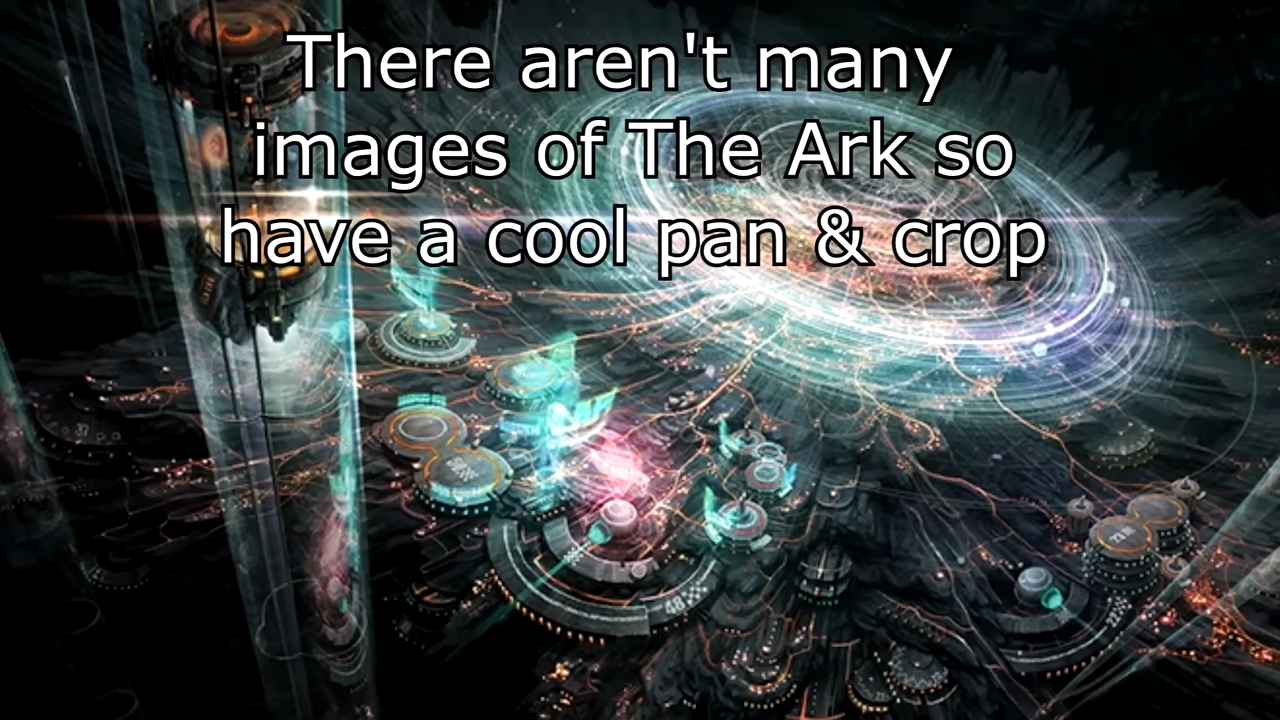 There aren't many
images of The Ark so
have a cool pan & crop